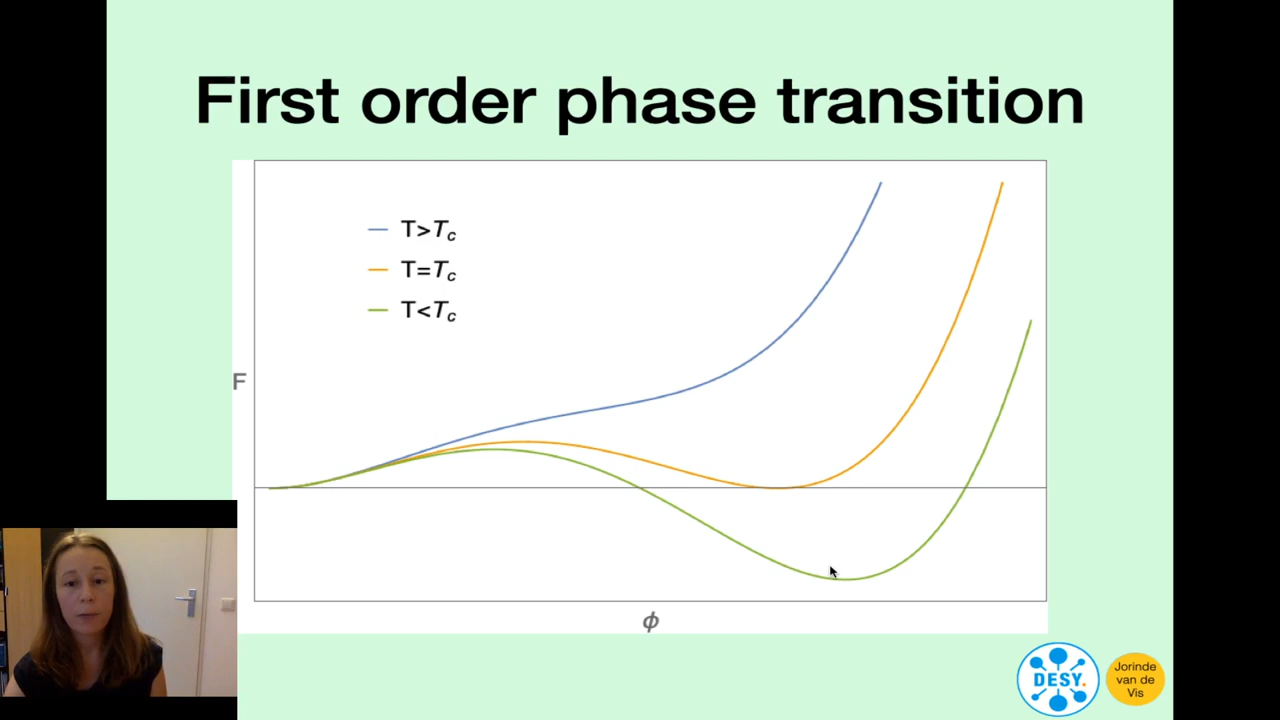 First order phase transition
T>Tc
T=Tc
T<Tc
F
ϕ
DESY.
Jorinde
van de
Vis